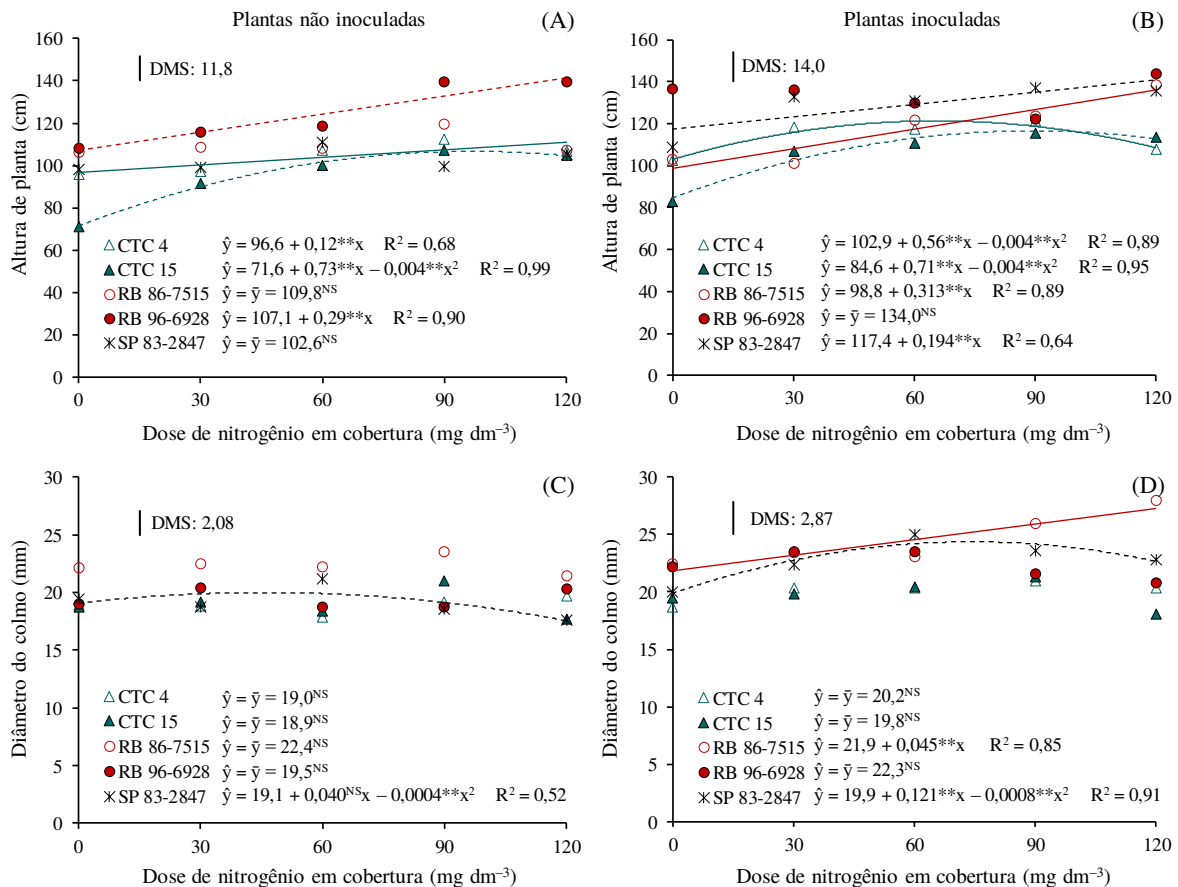 Plantas não inoculadas
(A)
Altura de planta (cm)
160
140
120
100
80
60
40
20
0
DMS: 11,8
CTC 4 ŷ = 96,6 + 0,12**x R² = 0,68
CTC 15 ŷ = 71,6 + 0,73**x – 0,004**x² R² = 0,99
RB 86-7515 ŷ = ȳ = 109,8ᴺˢ
RB 96-6928 ŷ = 107,1 + 0,29**x R² = 0,90
SP 83-2847 ŷ = ȳ = 102,6ᴺˢ
0 30 60 90 120
Dose de nitrogênio em cobertura (mg dm⁻³)
Plantas inoculadas
(B)
Altura de planta (cm)
160
140
120
100
80
60
40
20
0
DMS: 14,0
CTC 4 ŷ = 102,9 + 0,56**x – 0,004**x² R² = 0,89
CTC 15 ŷ = 84,6 + 0,71**x – 0,004**x² R² = 0,95
RB 86-7515 ŷ = 98,8 + 0,313**x R² = 0,89
RB 96-6928 ŷ = ȳ = 134,0ᴺˢ
SP 83-2847 ŷ = 117,4 + 0,194**x R² = 0,64
0 30 60 90 120
Dose de nitrogênio em cobertura (mg dm⁻³)
(C)
Diâmetro do colmo (mm)
30
25
20
15
10
5
0
DMS: 2,08
CTC 4 ŷ = ȳ = 19,0ᴺˢ
CTC 15 ŷ = ȳ = 18,9ᴺˢ
RB 86-7515 ŷ = ȳ = 22,4ᴺˢ
RB 96-6928 ŷ = ȳ = 19,5ᴺˢ
SP 83-2847 ŷ = 19,1 + 0,040ᴺˢx – 0,0004**x² R² = 0,52
0 30 60 90 120
Dose de nitrogênio em cobertura (mg dm⁻³)
(D)
Diâmetro do colmo (mm)
30
25
20
15
10
5
0
DMS: 2,87
CTC 4 ŷ = ȳ = 20,2ᴺˢ
CTC 15 ŷ = ȳ = 19,8ᴺˢ
RB 86-7515 ŷ = 21,9 + 0,045**x R² = 0,85
RB 96-6928 ŷ = ȳ = 22,3ᴺˢ
SP 83-2847 ŷ = 19,9 + 0,121**x – 0,0008**x² R² = 0,91
0 30 60 90 120
Dose de nitrogênio em cobertura (mg dm⁻³)